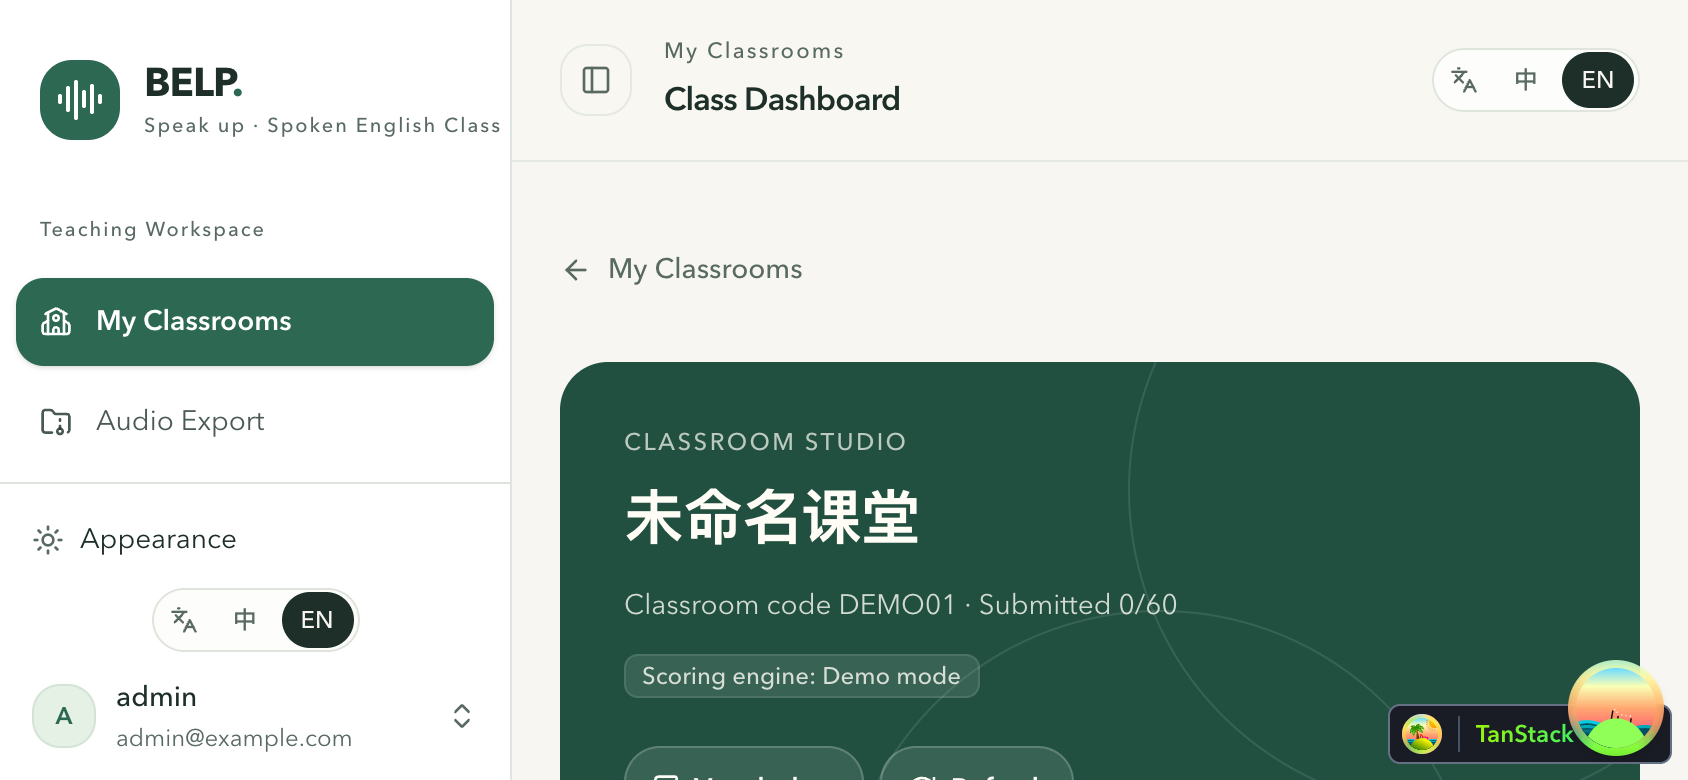 BELP.
Speak up · Spoken English Class
Teaching Workspace
My Classrooms
Audio Export
Appearance
中
EN
A
admin
admin@example.com
My Classrooms
Class Dashboard
中
EN
My Classrooms
CLASSROOM STUDIO
未命名课堂
Classroom code DEMO01 · Submitted 0/60
Scoring engine: Demo mode
TanStack